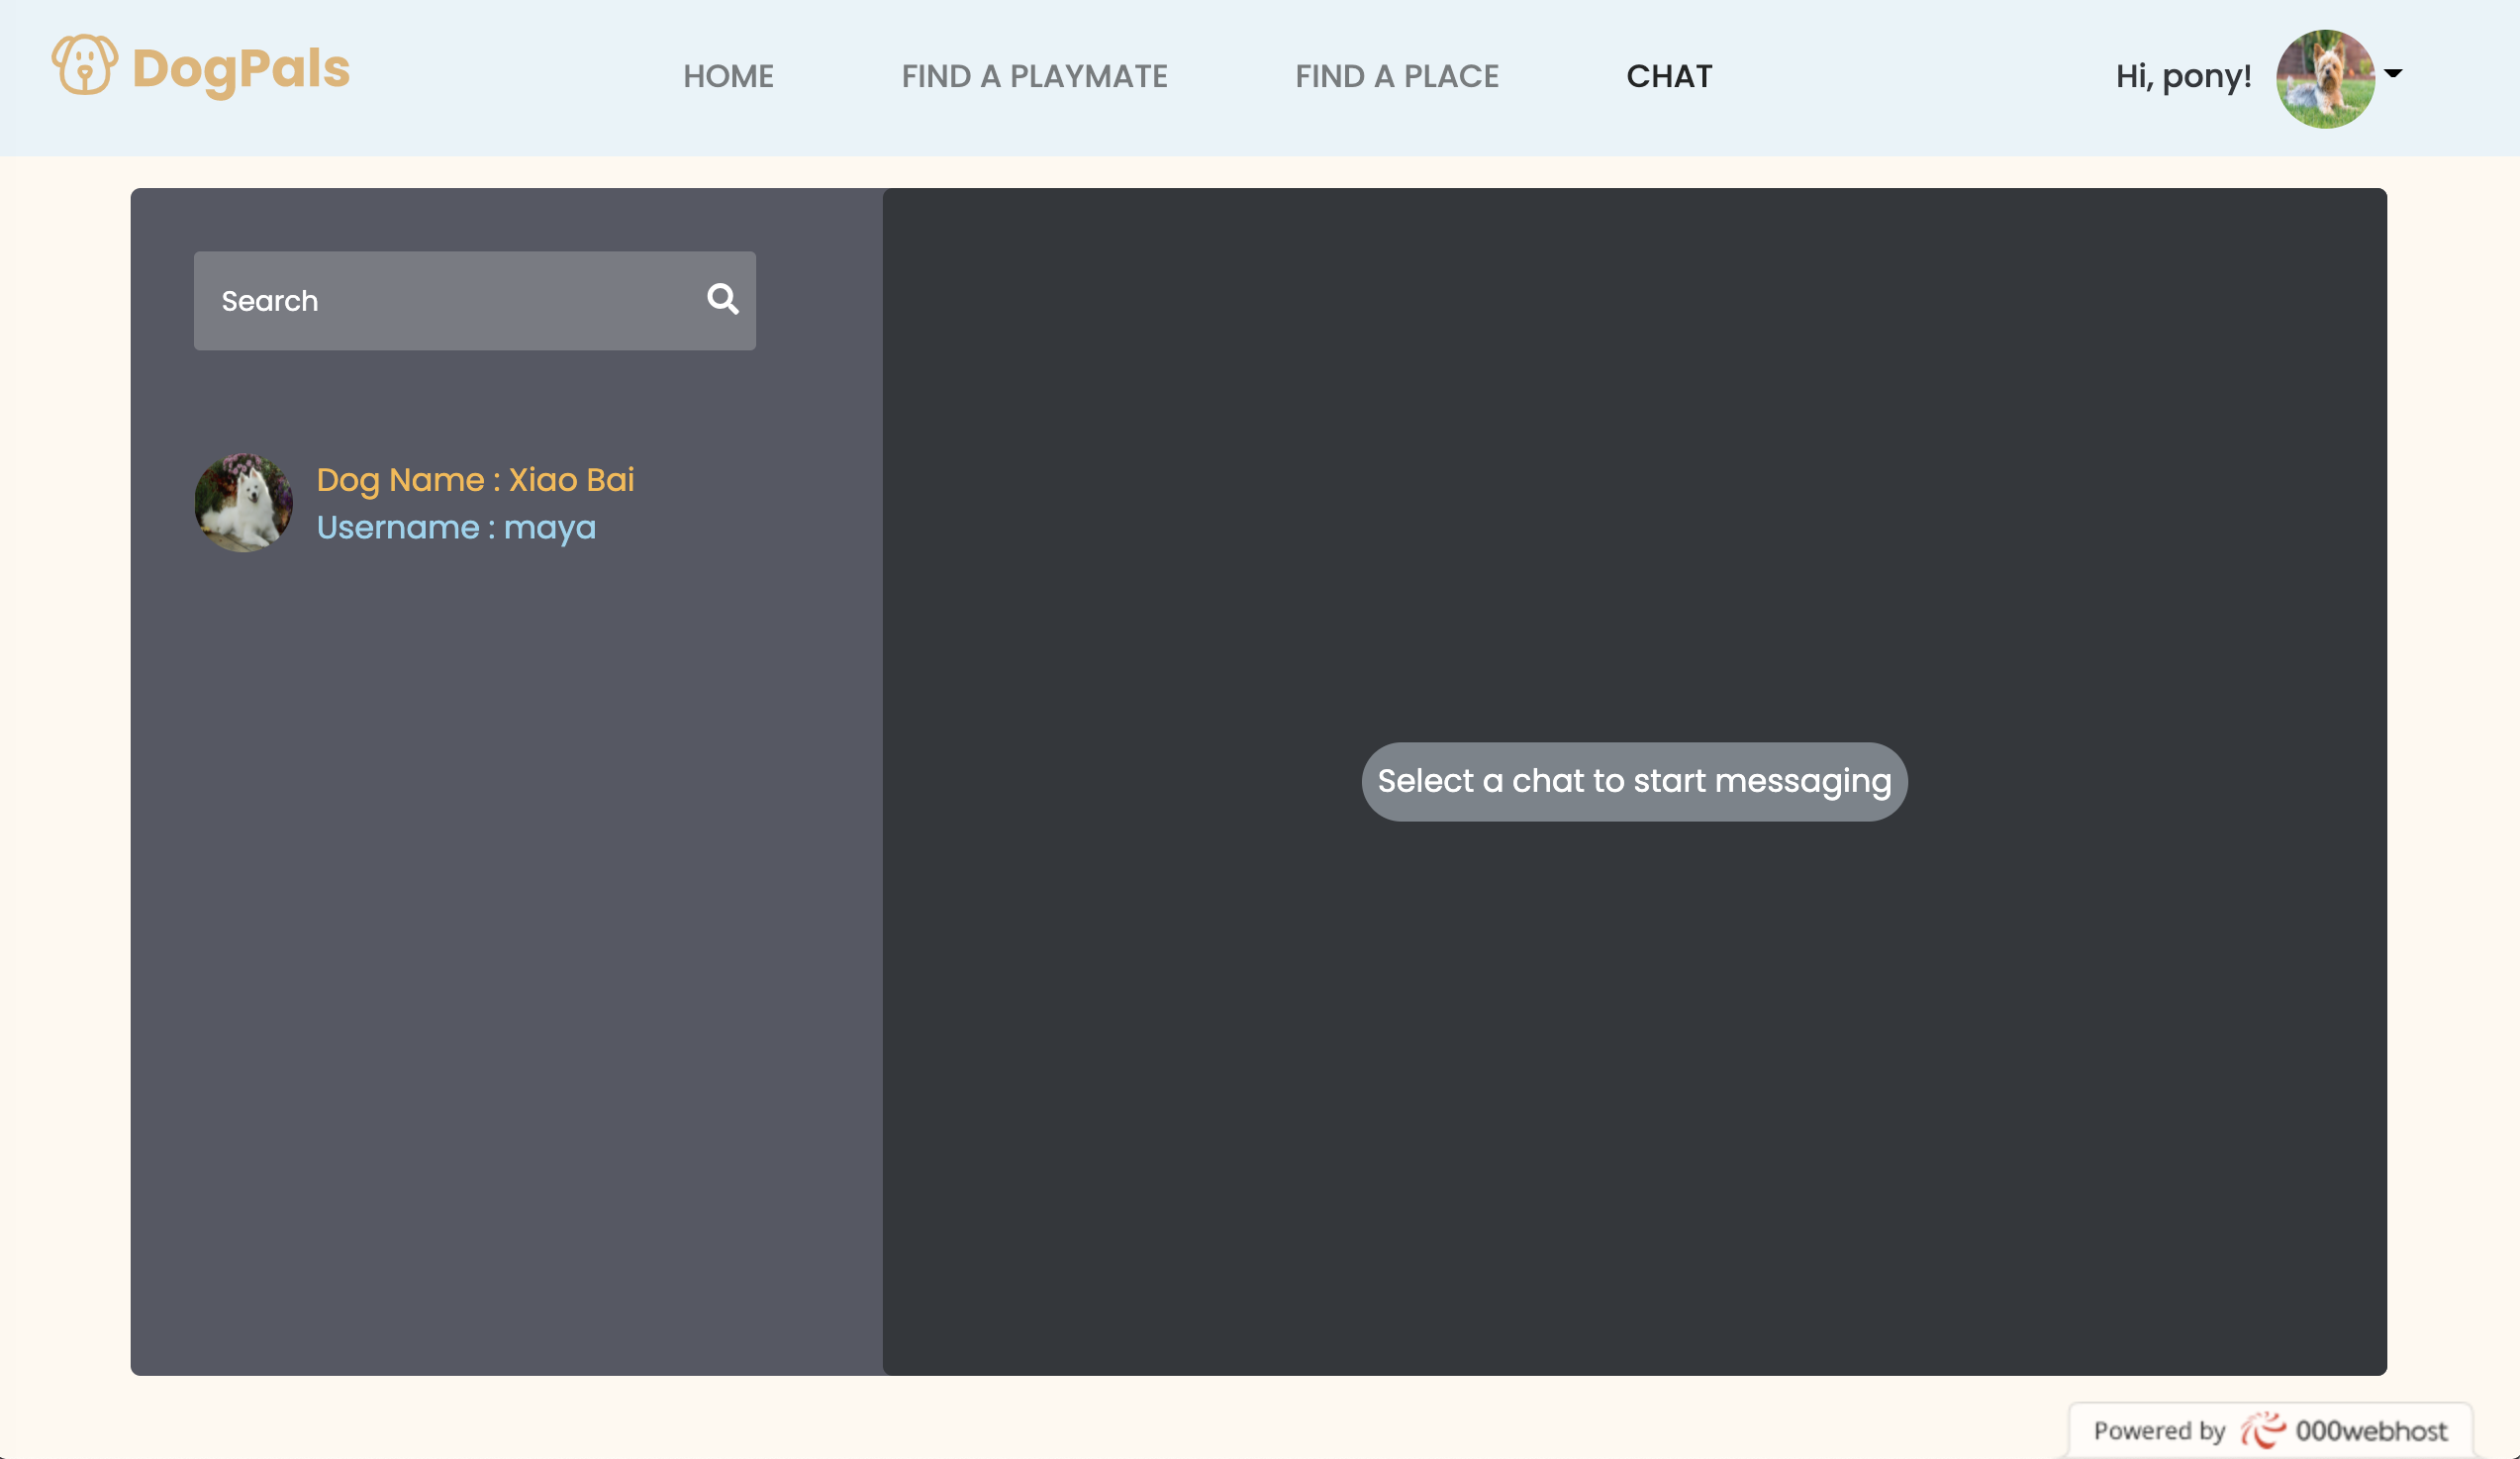 DogPals
HOME
FIND A PLAYMATE
FIND A PLACE
CHAT
Hi, pony!
Search
Dog Name : Xiao Bai
Username : maya
Select a chat to start messaging
Powered by 000webhost